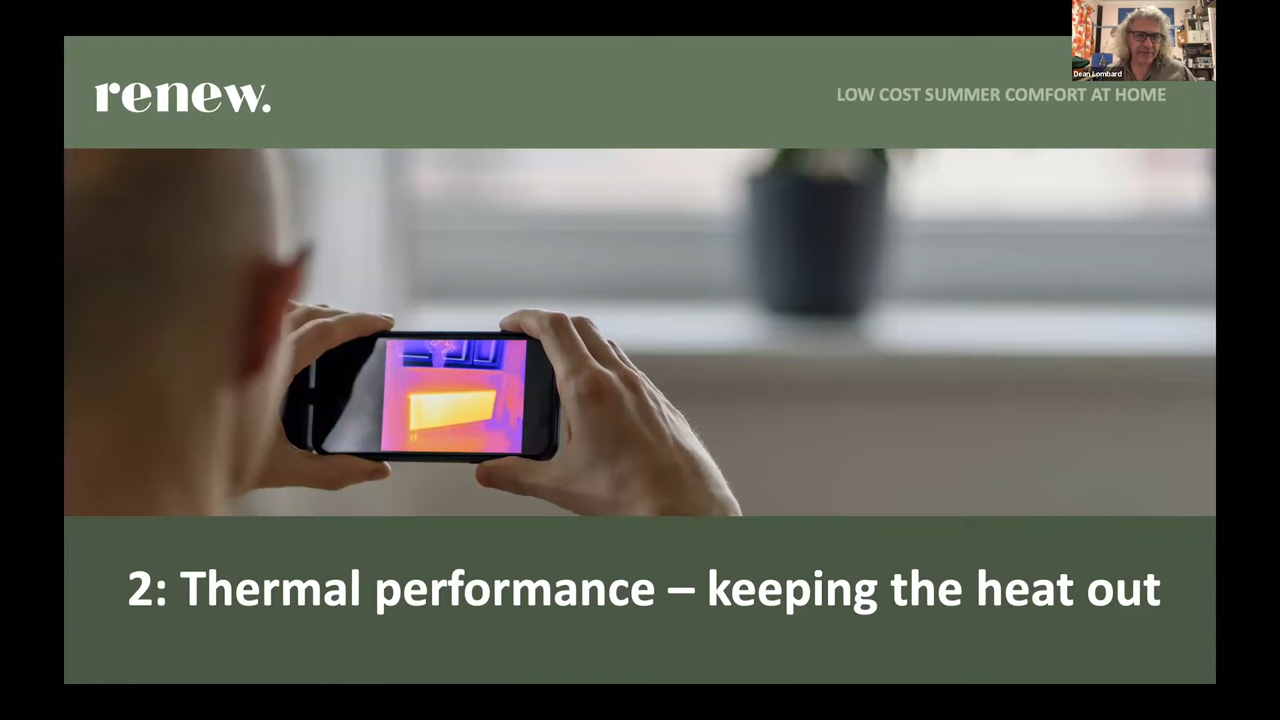 Dean Lombard
renew.
LOW COST SUMMER COMFORT AT HOME
2: Thermal performance – keeping the heat out